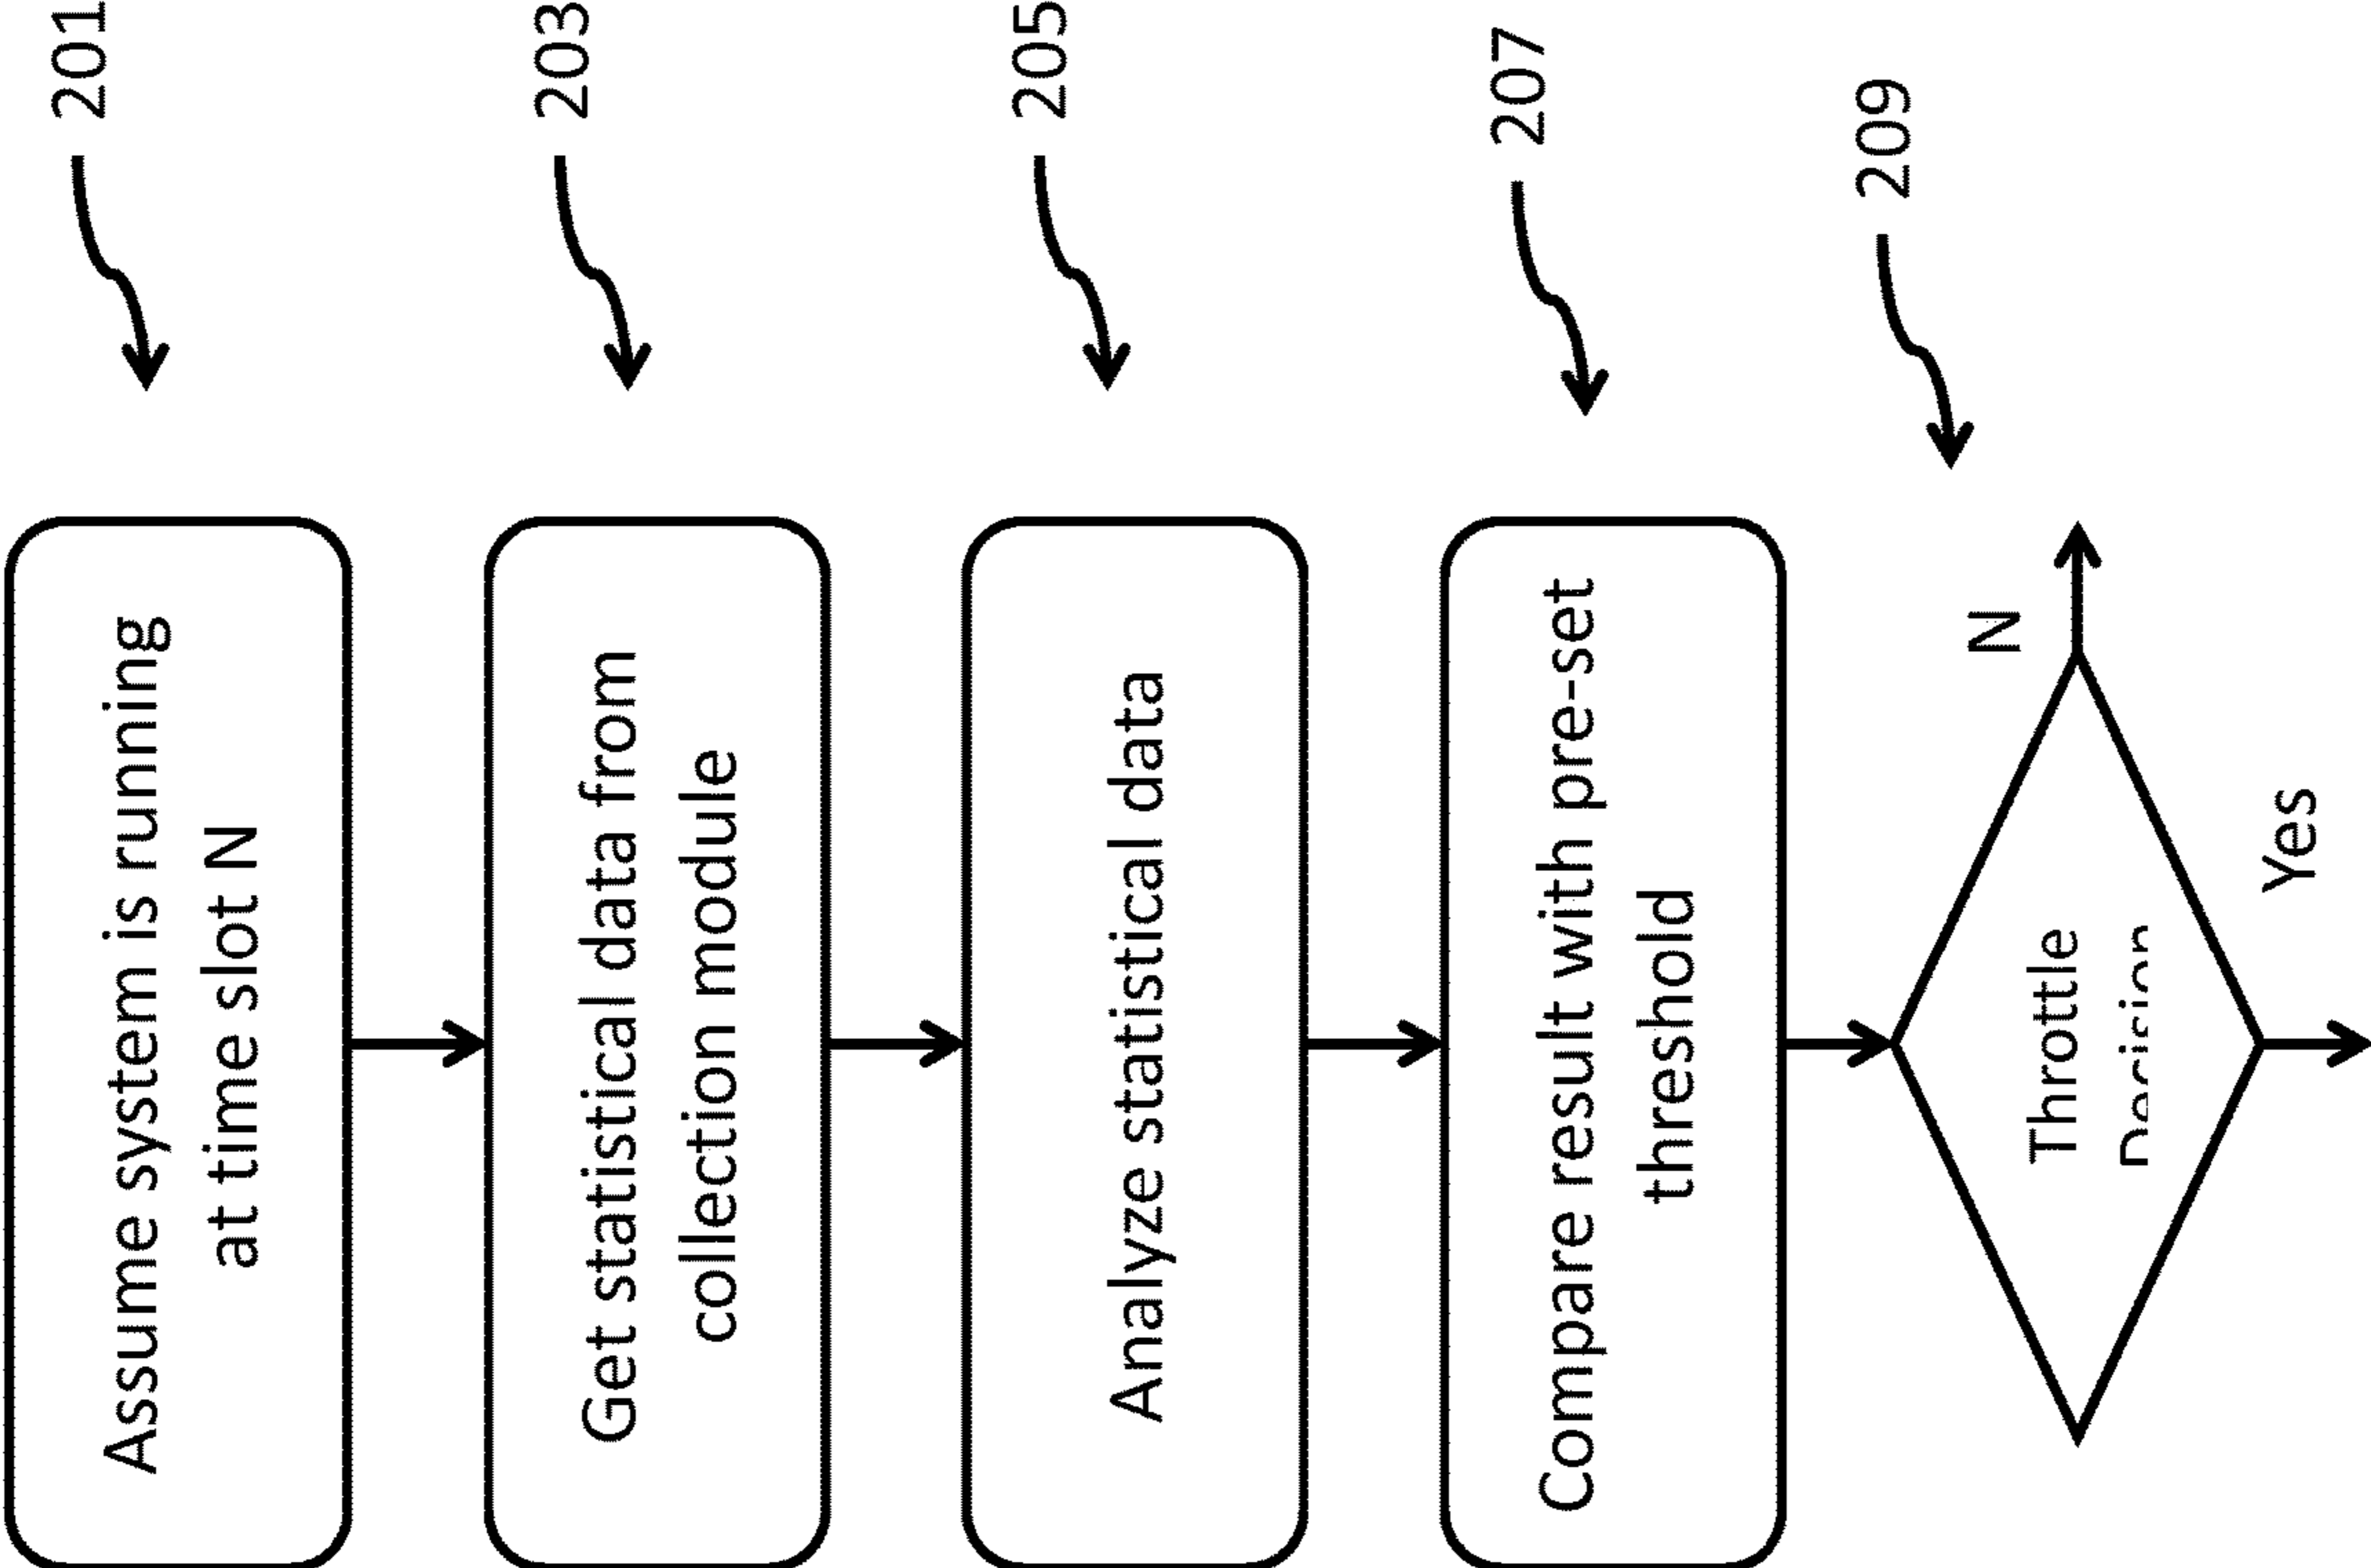 Assume system is running
at time slot N
201
Get statistical data from
collection module
203
Analyze statistical data
205
Compare result with pre-set
threshold
207
Throttle
Decision
209
N
Yes